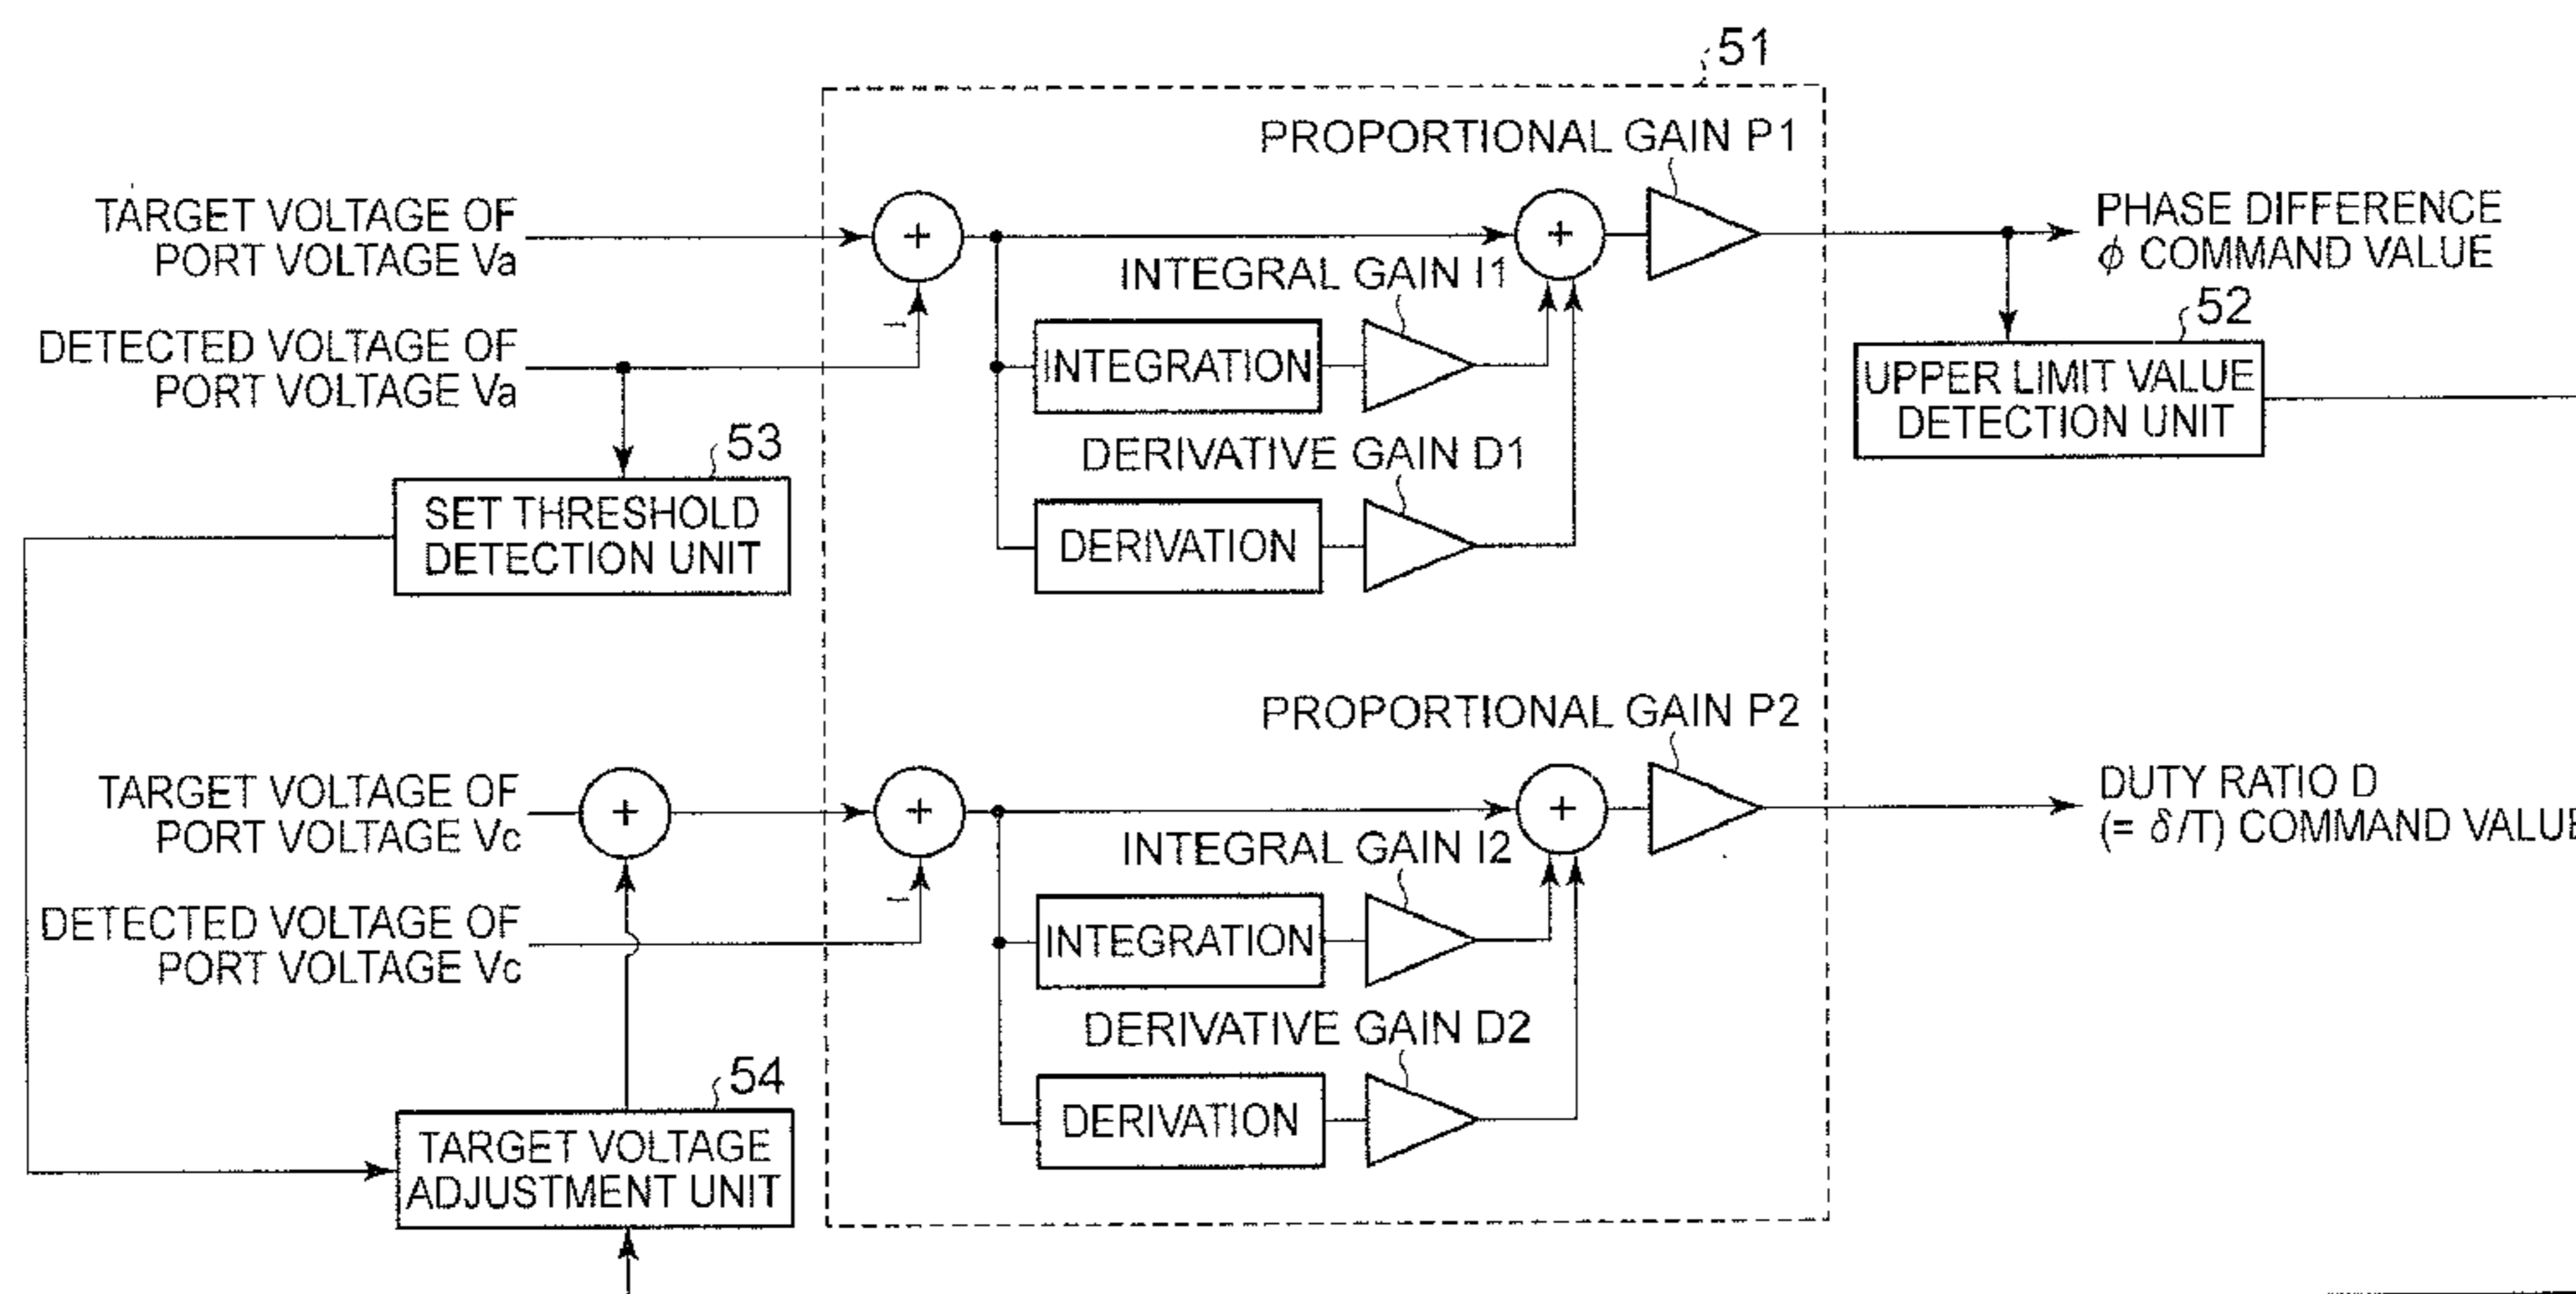 51
PROPORTIONAL GAIN P1
TARGET VOLTAGE OF
PORT VOLTAGE Va
+
+
PHASE DIFFERENCE
ϕ COMMAND VALUE
INTEGRAL GAIN I1
−
DETECTED VOLTAGE OF
PORT VOLTAGE Va
INTEGRATION
52
UPPER LIMIT VALUE
DETECTION UNIT
53
SET THRESHOLD
DETECTION UNIT
DERIVATIVE GAIN D1
DERIVATION
PROPORTIONAL GAIN P2
TARGET VOLTAGE OF
PORT VOLTAGE Vc
+
+
+
DUTY RATIO D
(= δ/T) COMMAND VALUE
INTEGRAL GAIN I2
−
DETECTED VOLTAGE OF
PORT VOLTAGE Vc
INTEGRATION
DERIVATIVE GAIN D2
DERIVATION
54
TARGET VOLTAGE
ADJUSTMENT UNIT